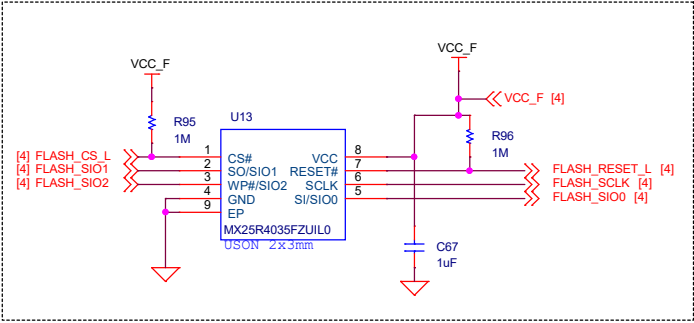 VCC_F
VCC_F
VCC_F [4]
R95
1M
U13
R96
1M
[4] FLASH_CS_L
1
CS#
VCC
8
[4] FLASH_SIO1
2
SO/SIO1
RESET#
7
FLASH_RESET_L [4]
[4] FLASH_SIO2
3
WP#/SIO2
SCLK
6
FLASH_SCLK [4]
4
GND
SI/SIO0
5
FLASH_SIO0 [4]
9
EP
MX25R4035FZUIL0
USON 2x3mm
C67
1uF